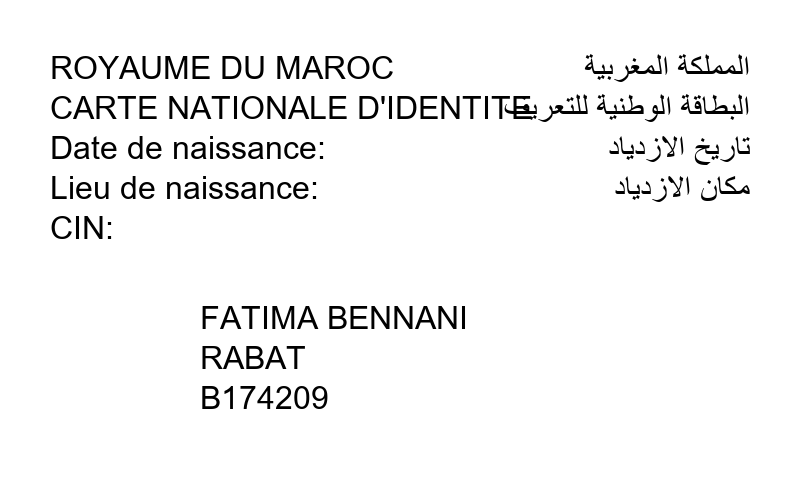 ROYAUME DU MAROC المملكة المغربية
CARTE NATIONALE D'IDENTITE البطاقة الوطنية للتعريف
Date de naissance: تاريخ الازدياد
Lieu de naissance: مكان الازدياد
CIN:
FATIMA BENNANI
RABAT
B174209